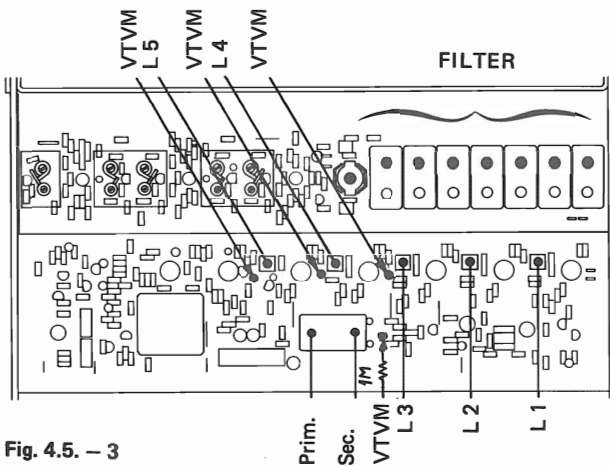 VTVM
L 5
VTVM
L 4
VTVM
FILTER
1M
Prim.
Sec.
VTVM
L 3
L 2
L 1
Fig. 4.5. – 3